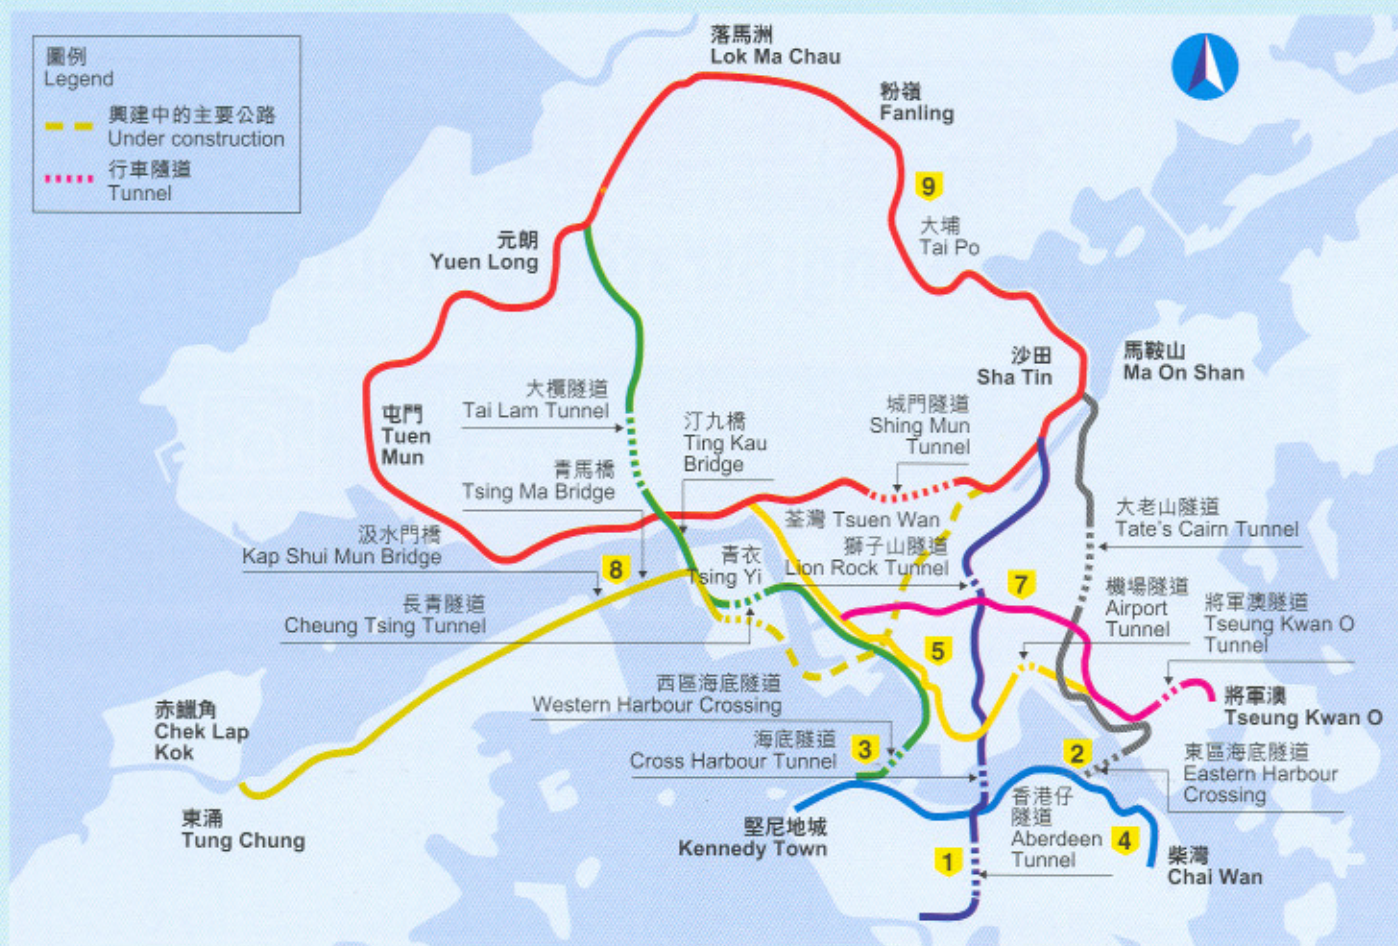 圖例
Legend
興建中的主要公路
Under construction
行車隧道
Tunnel
落馬洲
Lok Ma Chau
粉嶺
Fanling
9
大埔
Tai Po
元朗
Yuen Long
沙田
Sha Tin
馬鞍山
Ma On Shan
屯門
Tuen
Mun
大欖隧道
Tai Lam Tunnel
汀九橋
Ting Kau
Bridge
城門隧道
Shing Mun
Tunnel
青馬橋
Tsing Ma Bridge
汲水門橋
Kap Shui Mun Bridge
8
荃灣 Tsuen Wan
獅子山隧道
Lion Rock Tunnel
大老山隧道
Tate's Cairn Tunnel
青衣
Tsing Yi
長青隧道
Cheung Tsing Tunnel
7
機場隧道
Airport
Tunnel
將軍澳隧道
Tseung Kwan O
Tunnel
5
西區海底隧道
Western Harbour Crossing
將軍澳
Tseung Kwan O
赤鱲角
Chek Lap
Kok
海底隧道
Cross Harbour Tunnel
3
2
東區海底隧道
Eastern Harbour
Crossing
東涌
Tung Chung
堅尼地城
Kennedy Town
香港仔
隧道
Aberdeen
Tunnel
1
4
柴灣
Chai Wan